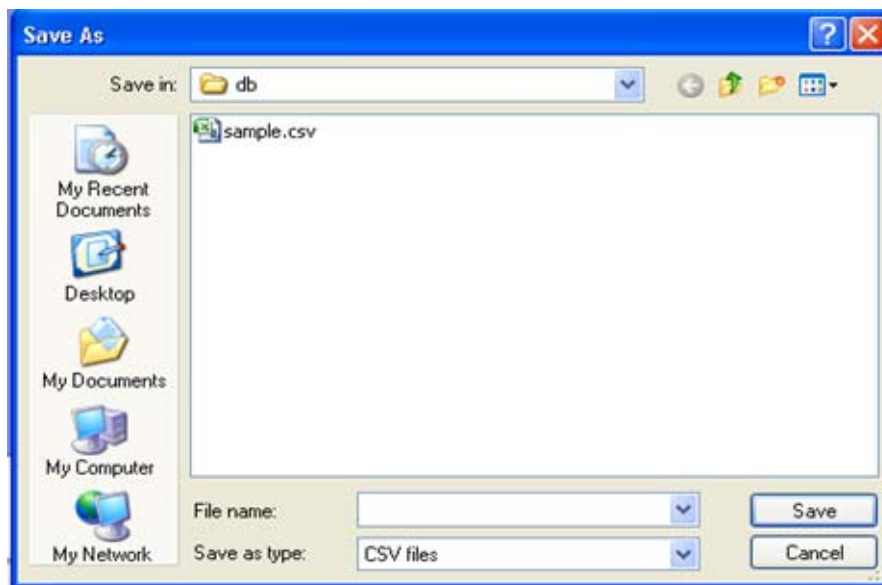 Save As
Save in: db
sample.csv
My Recent
Documents
Desktop
My Documents
My Computer
My Network
File name:
Save
Save as type: CSV files
Cancel